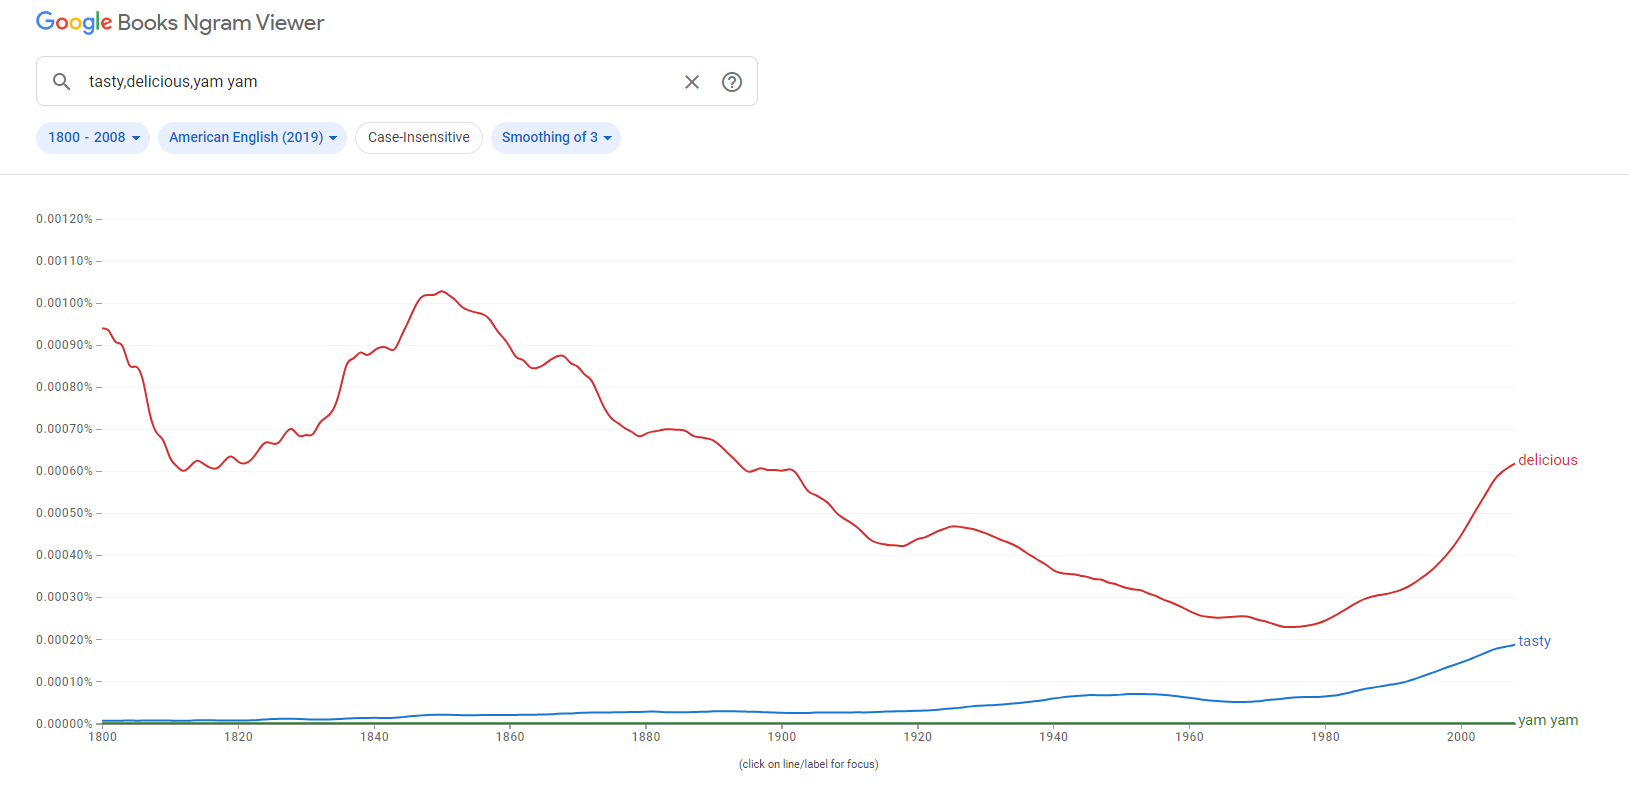 Google Books Ngram Viewer
tasty,delicious,yam yam
1800 - 2008
American English (2019)
Case-Insensitive
Smoothing of 3
0.00120%
0.00110%
0.00100%
0.00090%
0.00080%
0.00070%
0.00060%
0.00050%
0.00040%
0.00030%
0.00020%
0.00010%
0.00000%
delicious
tasty
yam yam
1800 1820 1840 1860 1880 1900 1920 1940 1960 1980 2000
(click on line/label for focus)